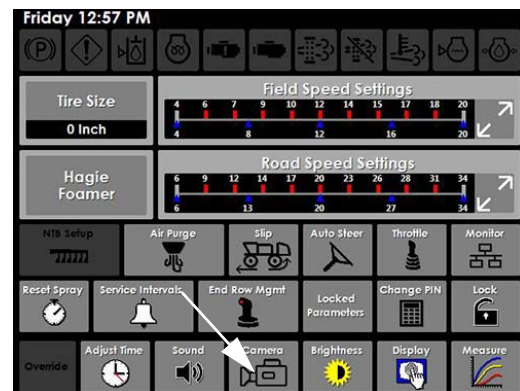 Friday 12:57 PM
(P)
Tire Size
0 Inch
Field Speed Settings
4 6 7 9 10 12 14 15 17 18 20
4 8 12 16 20
Hagie
Foamer
Road Speed Settings
6 9 12 14 17 20 23 26 28 31 34
6 13 20 27 34
NTB Setup
Air Purge
Slip
Auto Steer
Throttle
Monitor
Reset Spray
Service Intervals
End Row Mgmt
Locked
Parameters
Change PIN
Lock
Override
Adjust Time
Sound
Camera
Brightness
Display
Measure